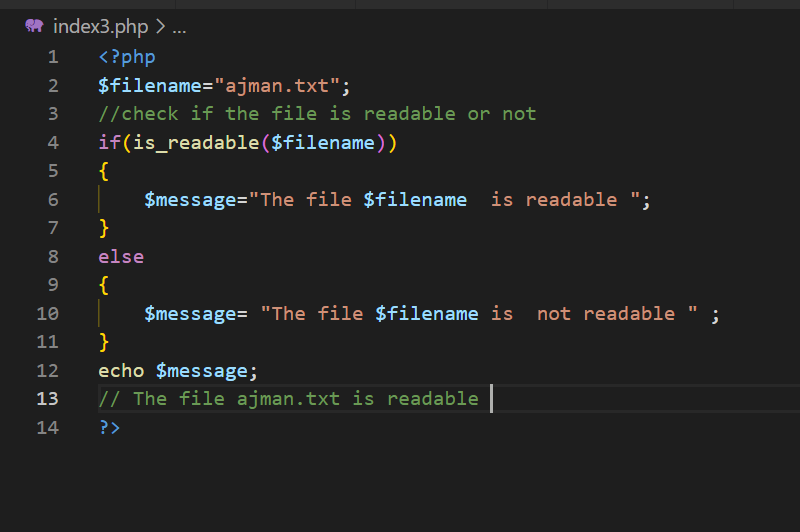 index3.php > ...
1 <?php
2 $filename="ajman.txt";
3 //check if the file is readable or not
4 if(is_readable($filename))
5 {
6     $message="The file $filename  is readable ";
7 }
8 else
9 {
10     $message= "The file $filename is  not readable " ;
11 }
12 echo $message;
13 // The file ajman.txt is readable
14 ?>